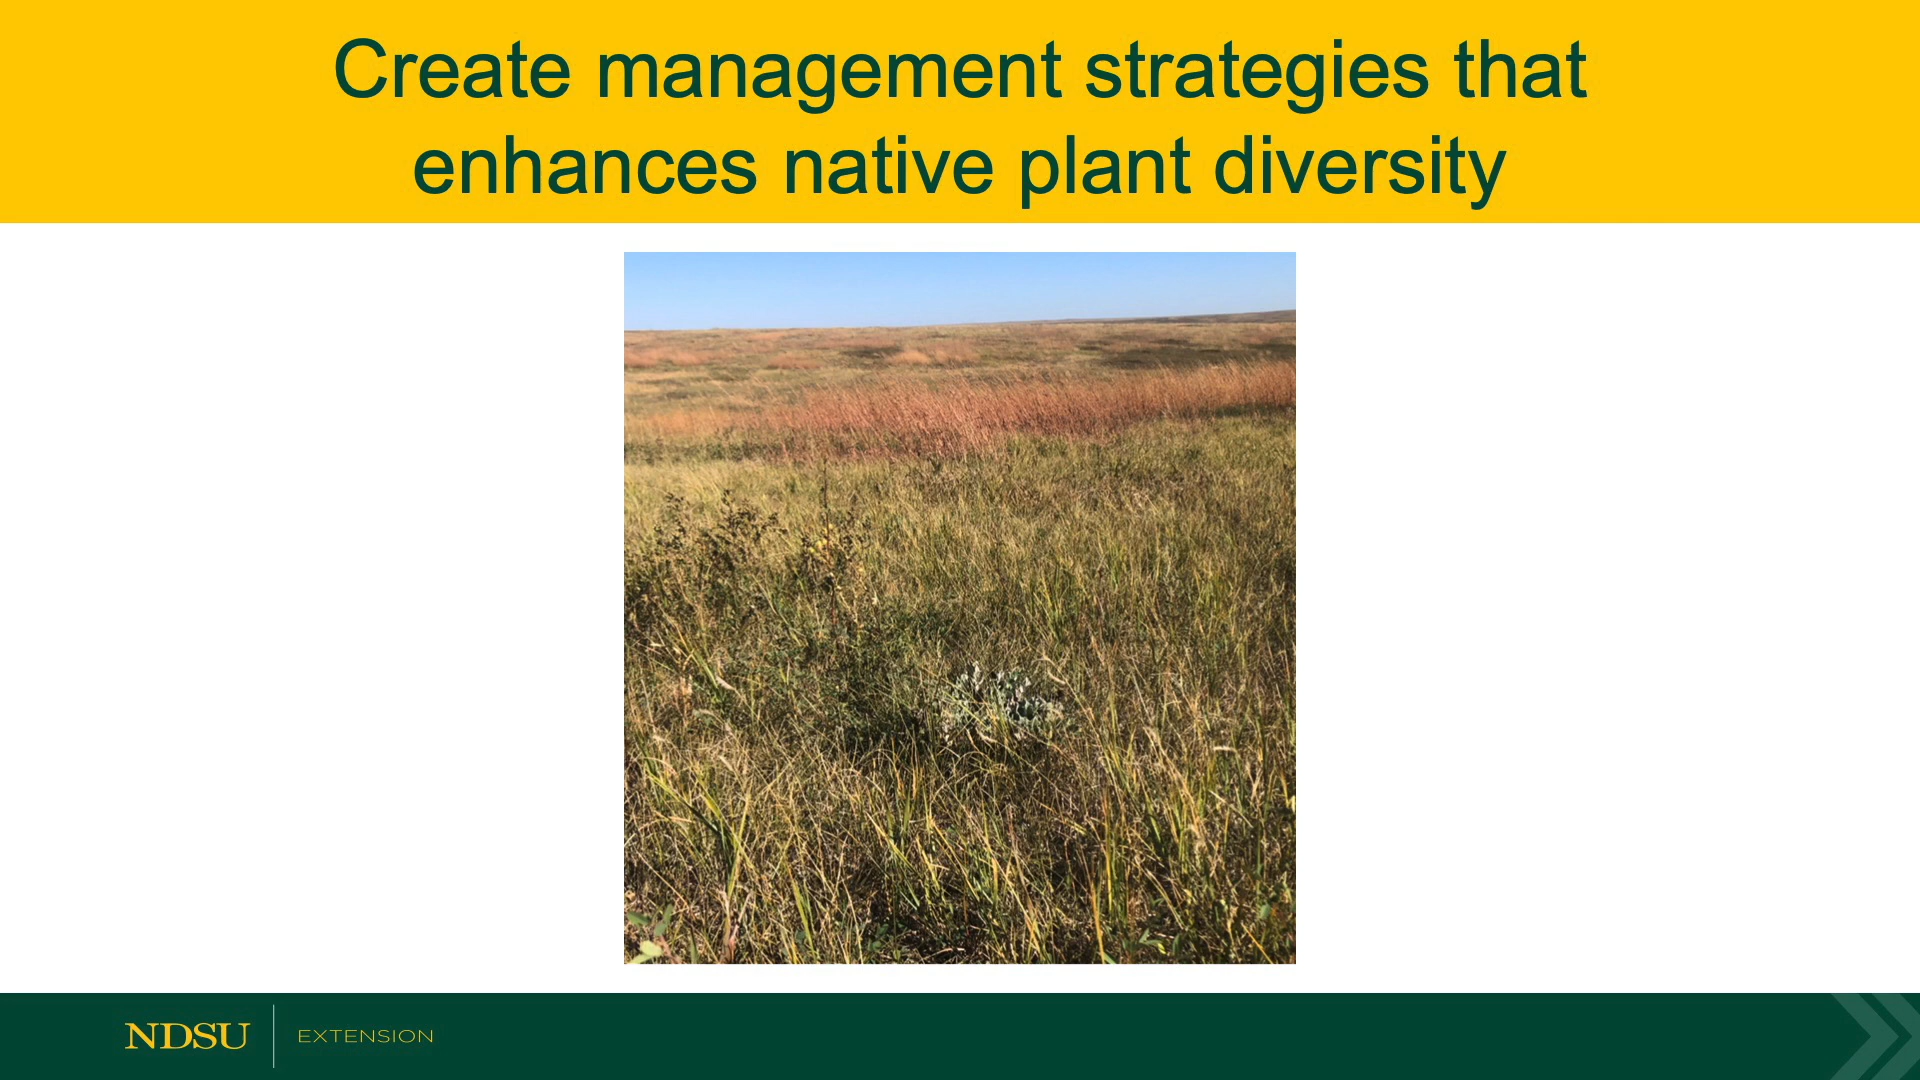 Create management strategies that
enhances native plant diversity
NDSU
EXTENSION